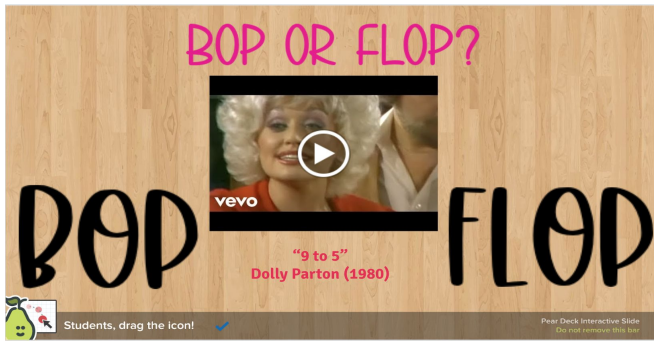 BOP OR FLOP?
vevo
BOP
FLOP
“9 to 5”
Dolly Parton (1980)
Students, drag the icon!
Pear Deck Interactive Slide
Do not remove this bar